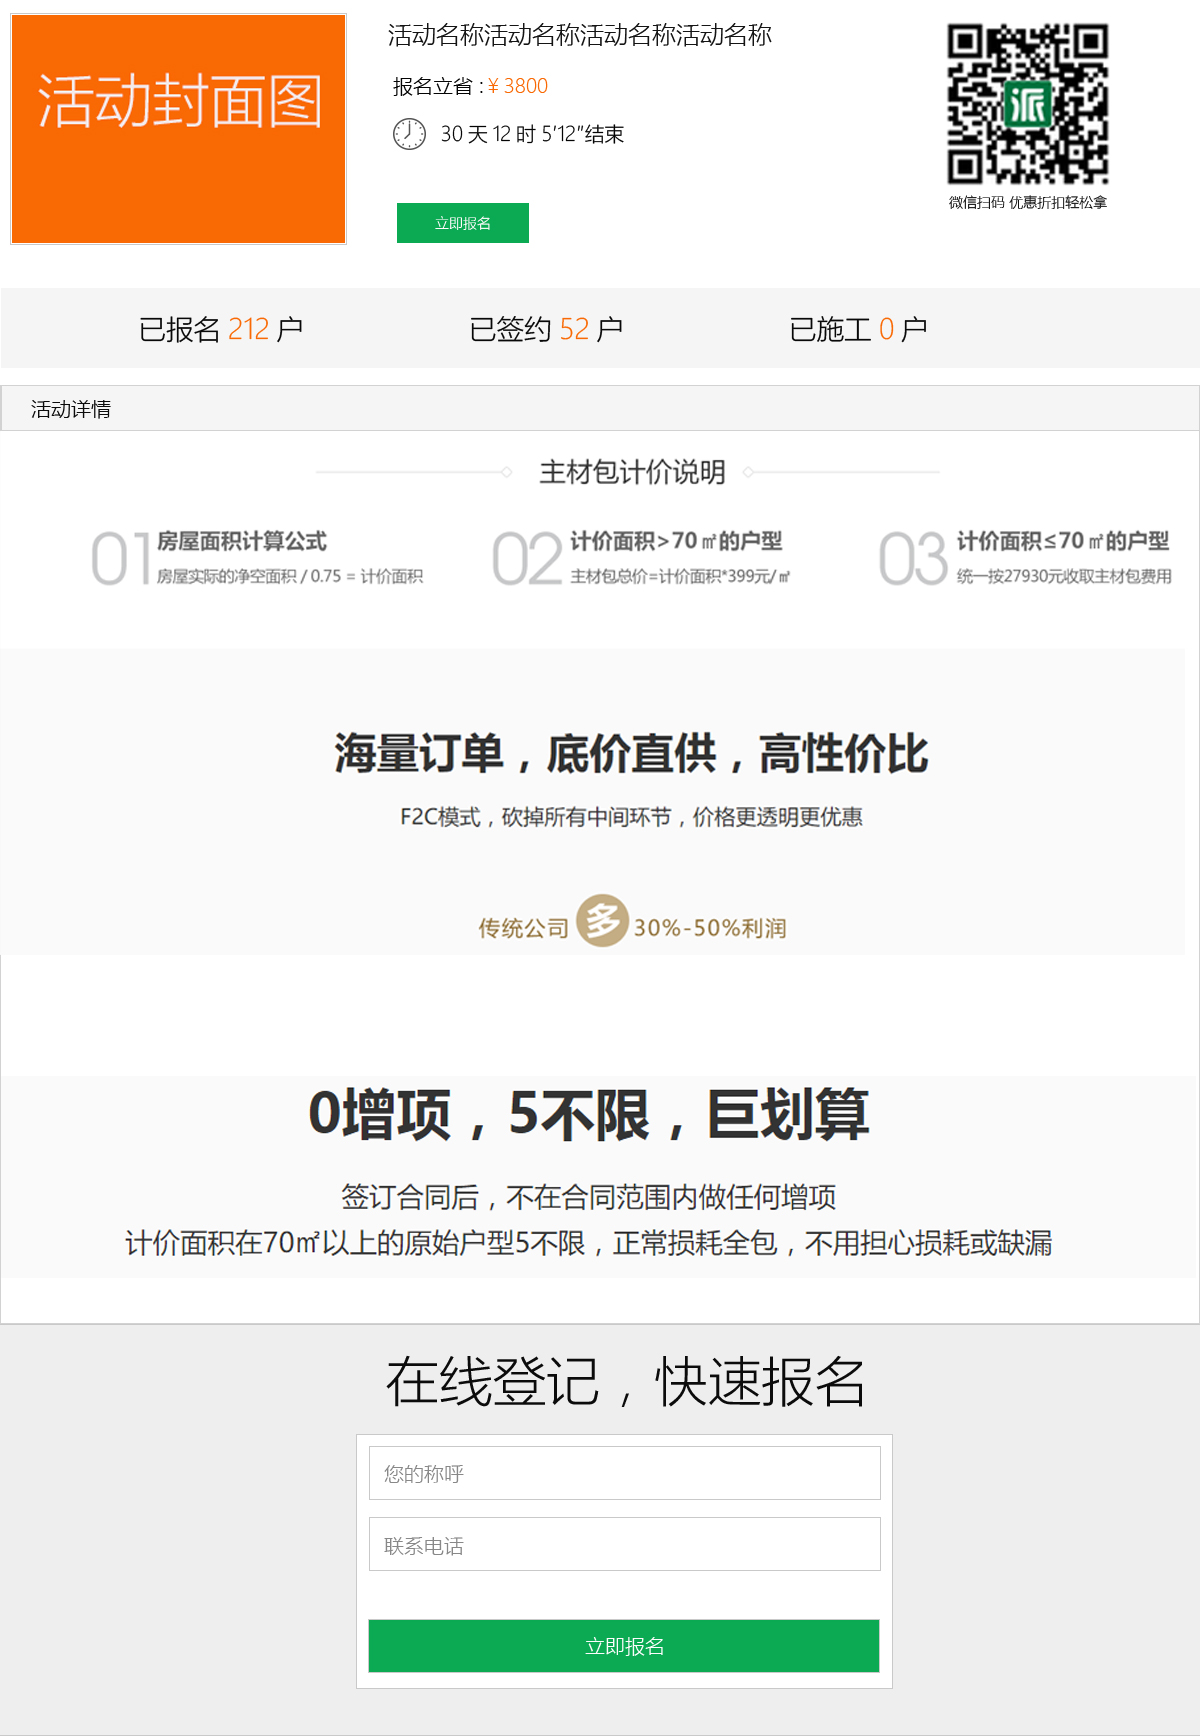 活动封面图
活动名称活动名称活动名称活动名称
报名立省 : ¥ 3800
30 天 12 时 5'12"结束
立即报名
派
微信扫码 优惠折扣轻松拿
已报名 212 户
已签约 52 户
已施工 0 户
活动详情
主材包计价说明
01 房屋面积计算公式
房屋实际的净空面积 / 0.75 = 计价面积
02 计价面积>70㎡的户型
主材包总价=计价面积*399元/㎡
03 计价面积≤70㎡的户型
统一按27930元收取主材包费用
海量订单，底价直供，高性价比
F2C模式，砍掉所有中间环节，价格更透明更优惠
传统公司 多 30%-50%利润
0增项，5不限，巨划算
签订合同后，不在合同范围内做任何增项
计价面积在70㎡以上的原始户型5不限，正常损耗全包，不用担心损耗或缺漏
在线登记，快速报名
您的称呼
联系电话
立即报名